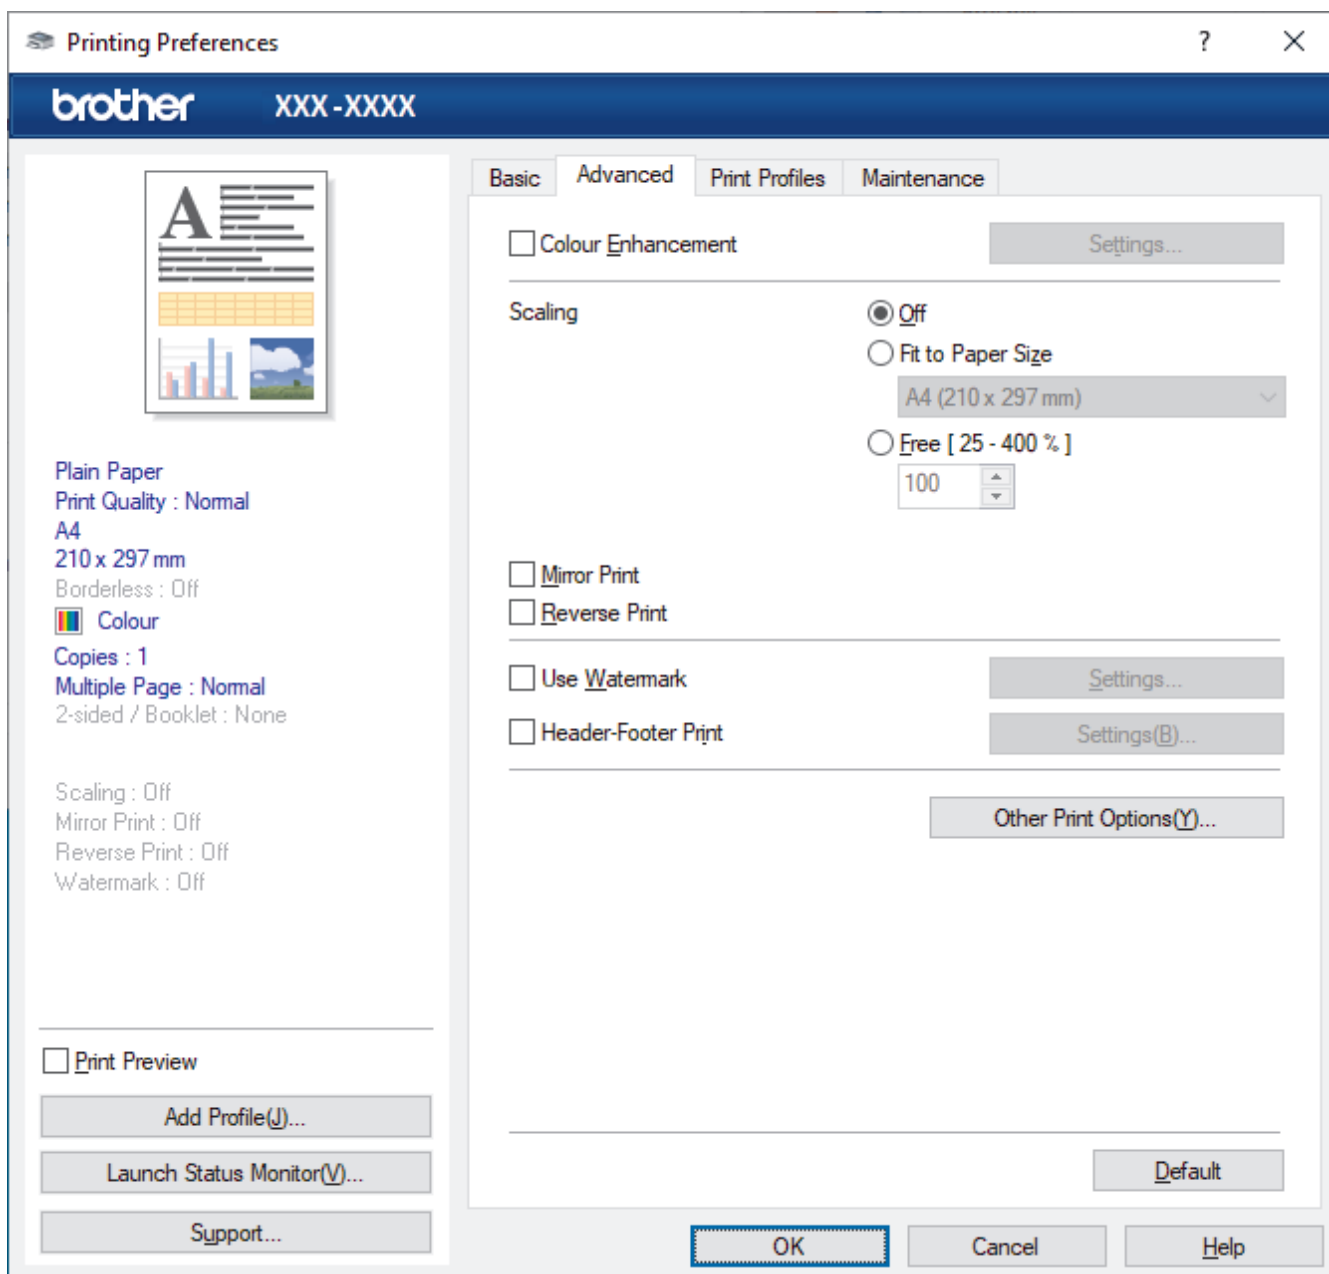 Printing Preferences
?
brother XXX-XXXX
Basic
Advanced
Print Profiles
Maintenance
A
Plain Paper
Print Quality : Normal
A4
210 x 297 mm
Borderless : Off
Colour
Copies : 1
Multiple Page : Normal
2-sided / Booklet : None
Scaling : Off
Mirror Print : Off
Reverse Print : Off
Watermark : Off
Print Preview
Add Profile(J)...
Launch Status Monitor(V)...
Support...
Colour Enhancement
Settings...
Scaling
Off
Fit to Paper Size
A4 (210 x 297 mm)
Free [ 25 - 400 % ]
100
Mirror Print
Reverse Print
Use Watermark
Settings...
Header-Footer Print
Settings(B)...
Other Print Options(Y)...
Default
OK
Cancel
Help